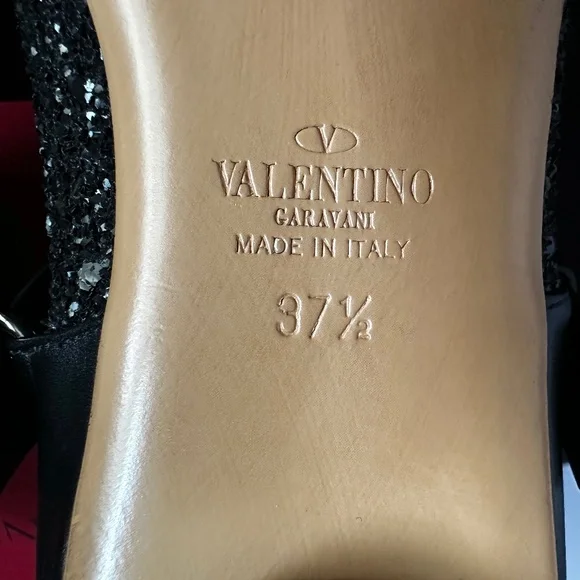 V
VALENTINO
GARAVANI
MADE IN ITALY
37½